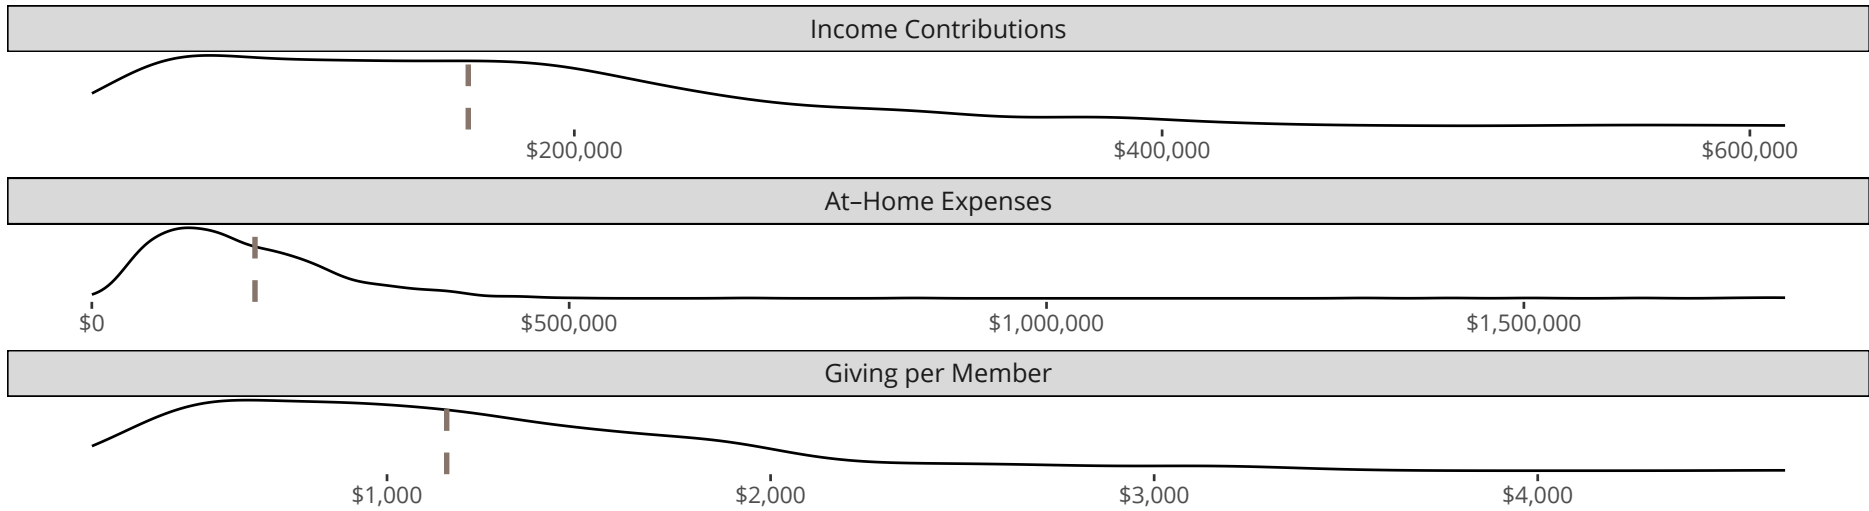 Income Contributions
$200,000 $400,000 $600,000
At–Home Expenses
$0 $500,000 $1,000,000 $1,500,000
Giving per Member
$1,000 $2,000 $3,000 $4,000